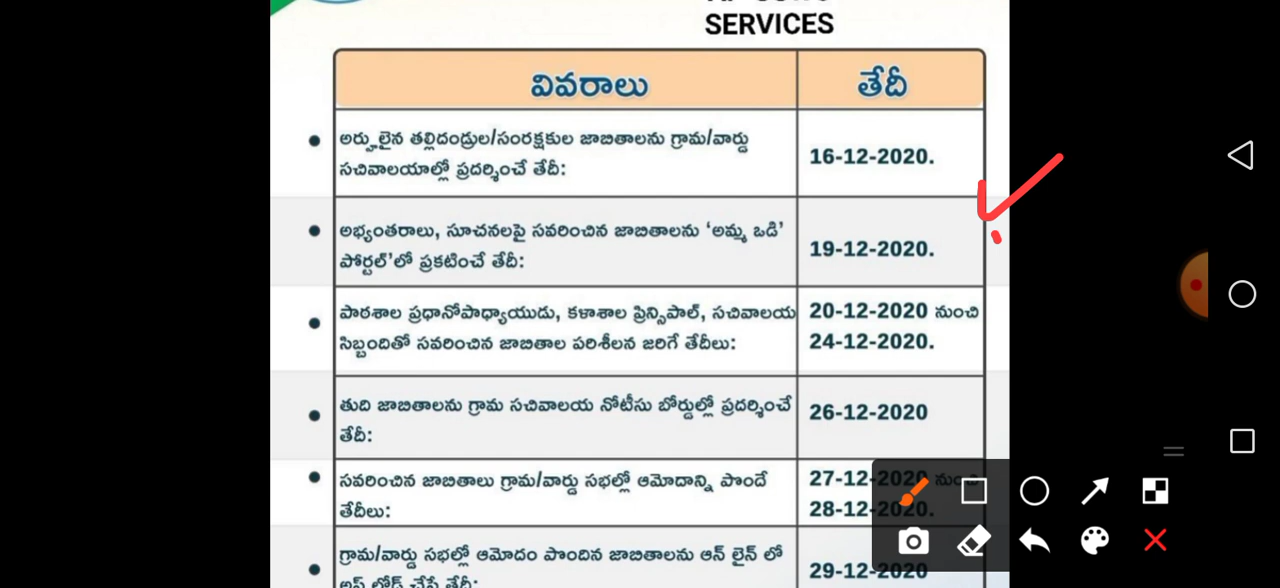 SERVICES
వివరాలు
తేదీ
అర్హులైన తల్లిదండ్రుల/సంరక్షకుల జాబితాలను గ్రామ/వార్డు
సచివాలయాల్లో ప్రదర్శించే తేదీ:
16-12-2020.
అభ్యంతరాలు, సూచనలపై సవరించిన జాబితాలను ‘అమ్మ ఒడి’
పోర్టల్’లో ప్రకటించే తేదీ:
19-12-2020.
పాఠశాల ప్రధానోపాధ్యాయుడు, కళాశాల ప్రిన్సిపాల్, సచివాలయ
సిబ్బందితో సవరించిన జాబితాల పరిశీలన జరిగే తేదీలు:
20-12-2020 నుంచి
24-12-2020.
తుది జాబితాలను గ్రామ సచివాలయ నోటీసు బోర్డుల్లో ప్రదర్శించే
తేదీ:
26-12-2020
సవరించిన జాబితాలు గ్రామ/వార్డు సభల్లో ఆమోదాన్ని పొందే
తేదీలు:
27-12-2020 నుంచి
28-12-2020.
గ్రామ/వార్డు సభల్లో ఆమోదం పొందిన జాబితాలను ఆన్ లైన్ లో
అప్ లోడ్ చేసే తేదీ:
29-12-2020